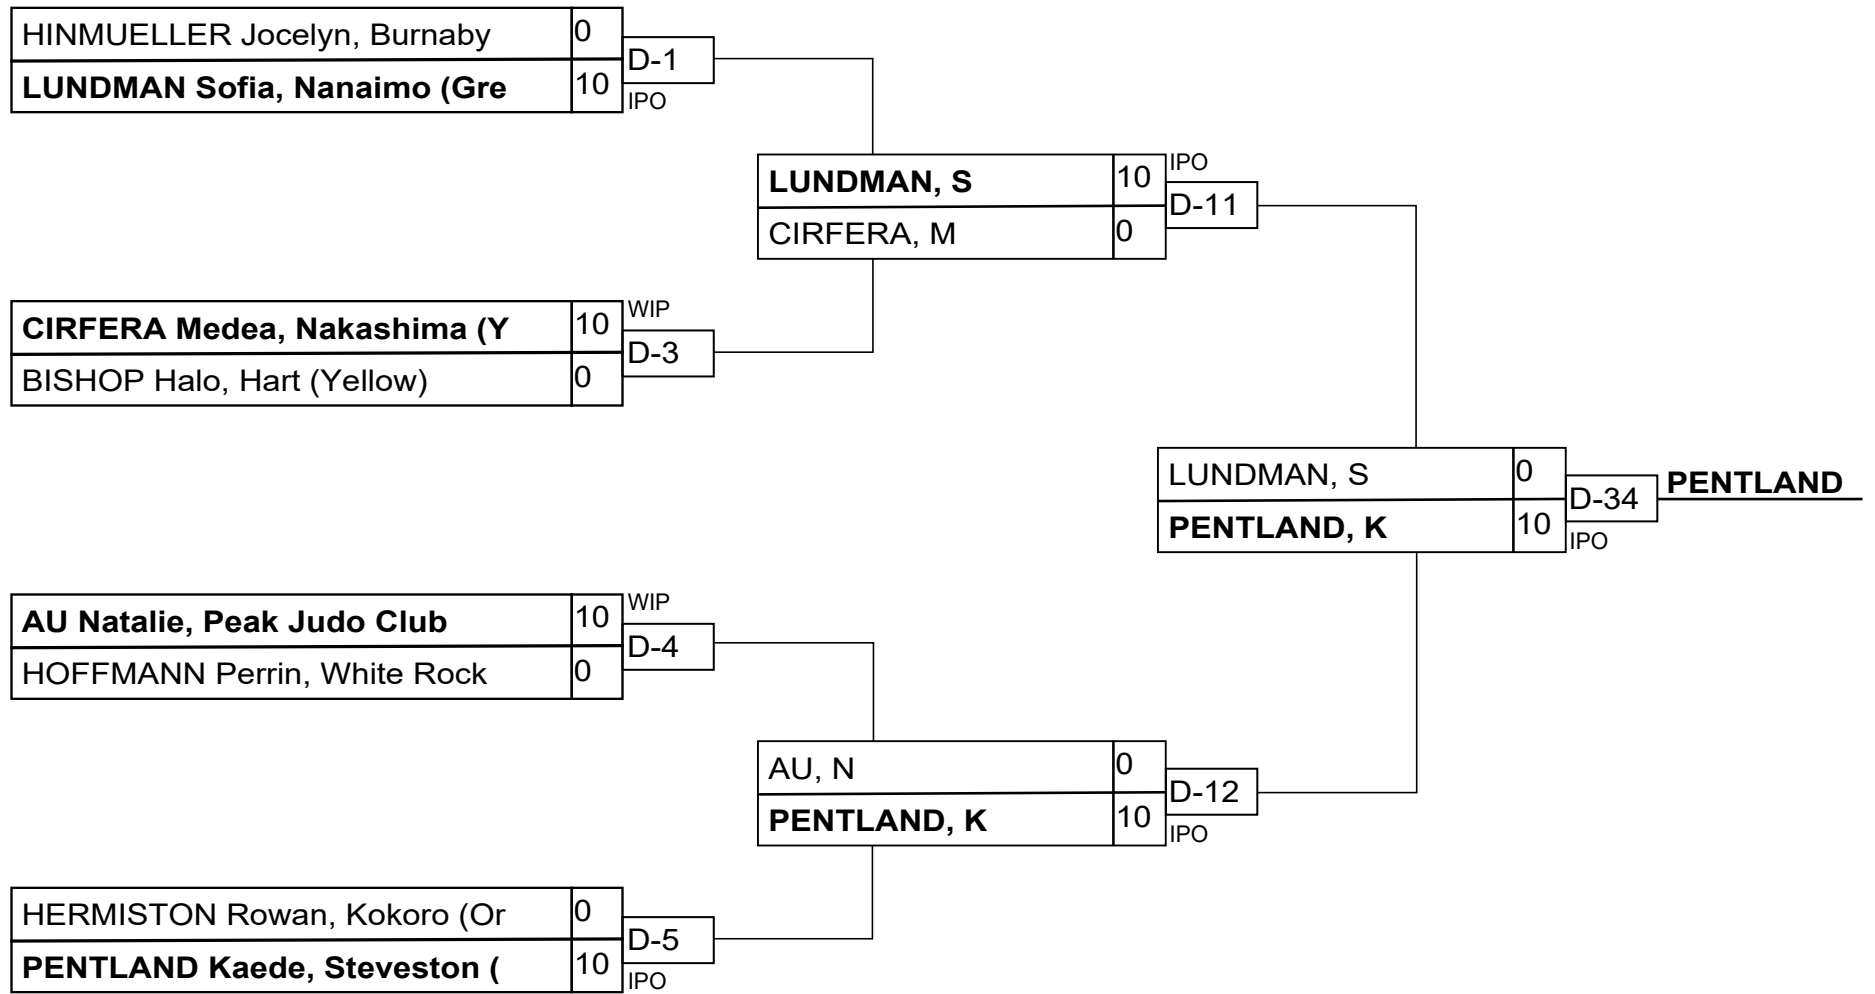 HINMUELLER Jocelyn, Burnaby 0
D-1
LUNDMAN Sofia, Nanaimo (Gre 10
IPO
LUNDMAN, S 10
IPO
D-11
CIRFERA, M 0
CIRFERA Medea, Nakashima (Y 10
WIP
D-3
BISHOP Halo, Hart (Yellow) 0
LUNDMAN, S 0
D-34
PENTLAND
PENTLAND, K 10
IPO
AU Natalie, Peak Judo Club 10
WIP
D-4
HOFFMANN Perrin, White Rock 0
AU, N 0
D-12
PENTLAND, K 10
IPO
HERMISTON Rowan, Kokoro (Or 0
D-5
PENTLAND Kaede, Steveston ( 10
IPO